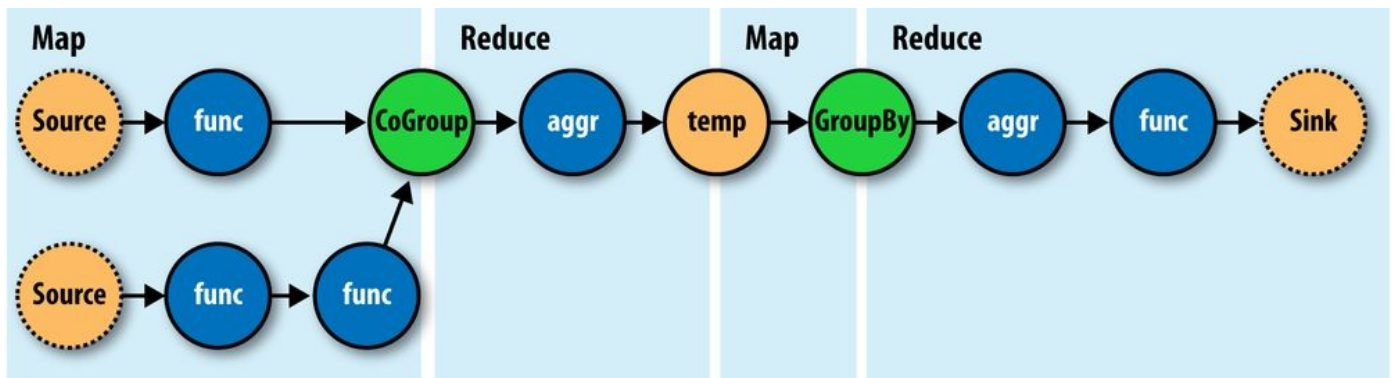 Map
Reduce
Map
Reduce
Source
func
CoGroup
aggr
temp
GroupBy
aggr
func
Sink
Source
func
func